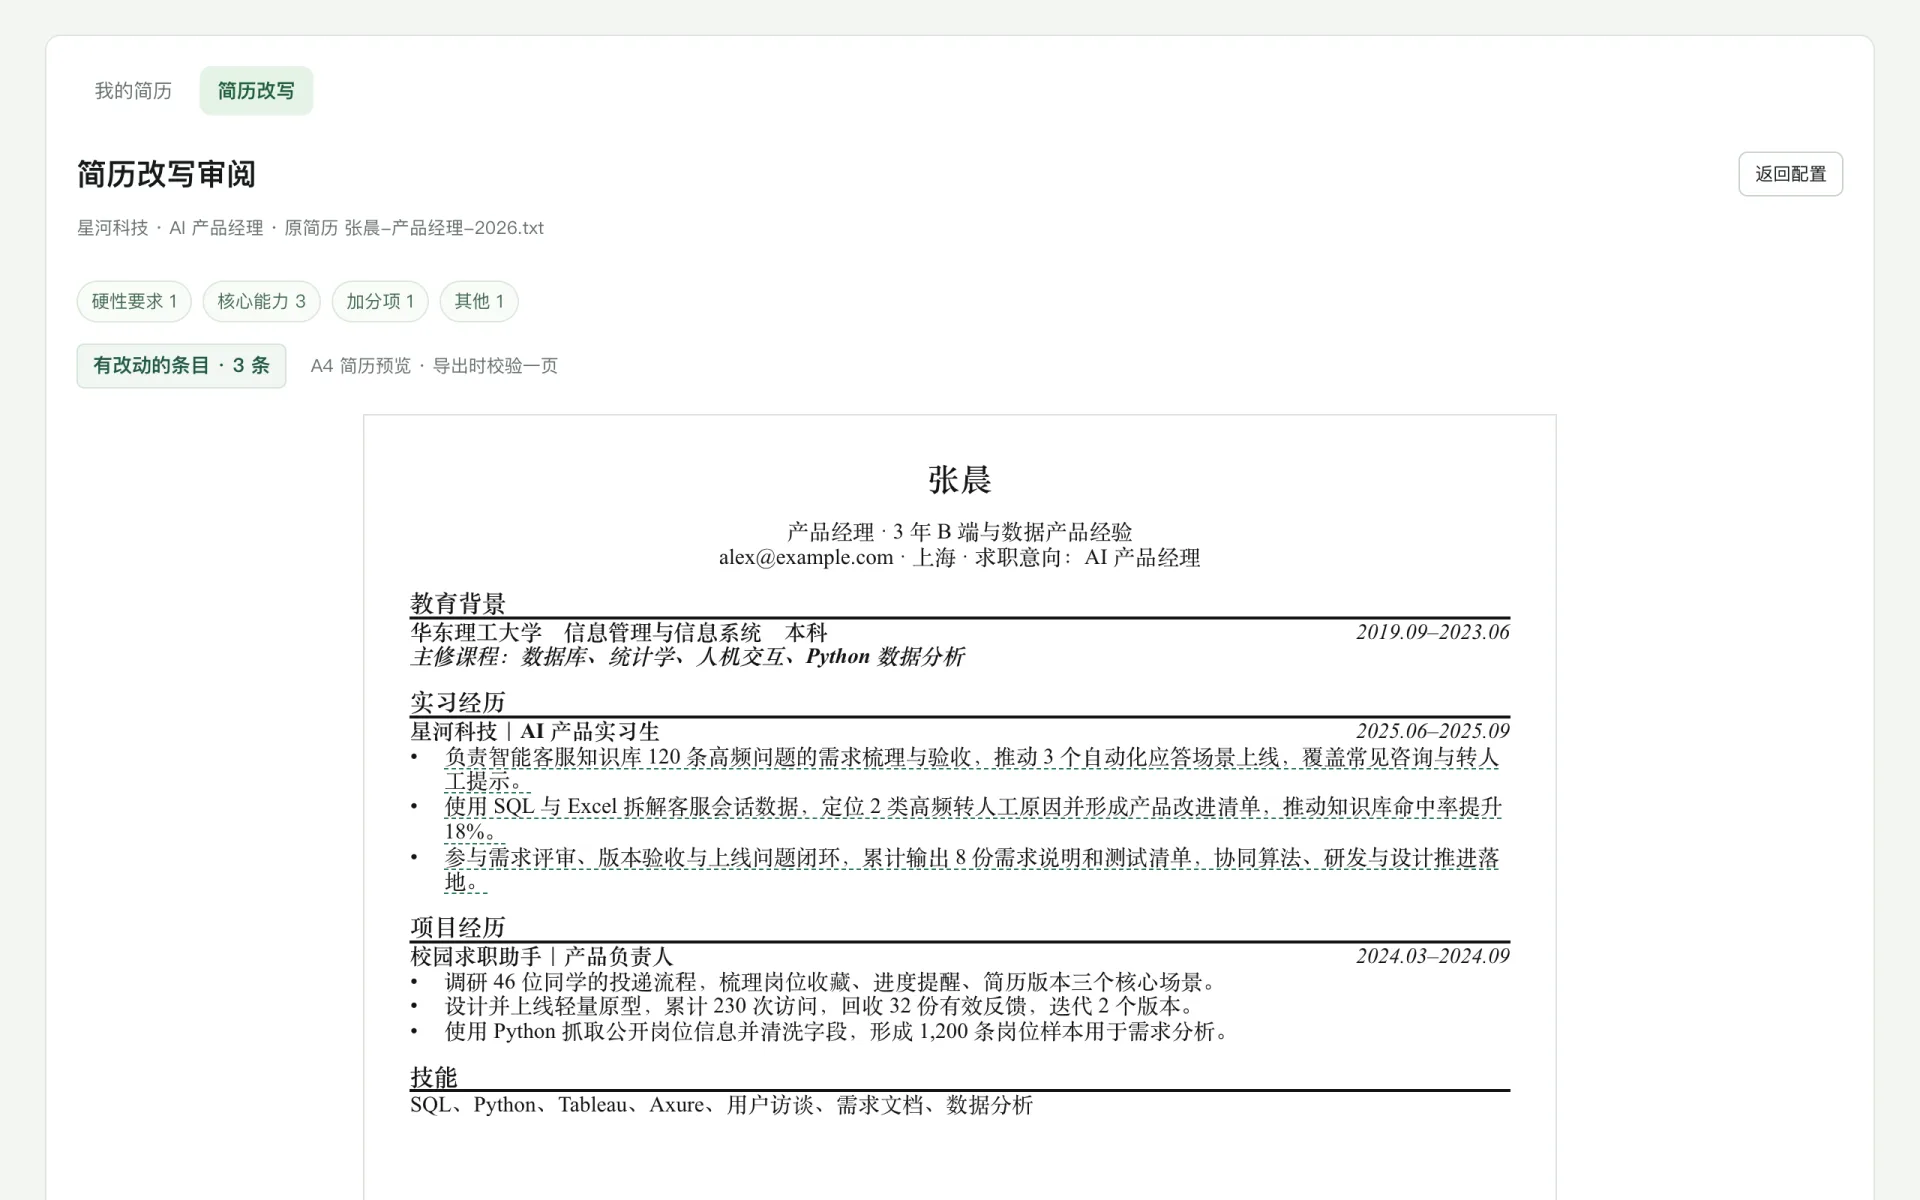 我的简历
简历改写
简历改写审阅
返回配置
星河科技 · AI 产品经理 · 原简历 张晨-产品经理-2026.txt
硬性要求 1
核心能力 3
加分项 1
其他 1
有改动的条目 · 3 条
A4 简历预览 · 导出时校验一页
张晨
产品经理 · 3 年 B 端与数据产品经验
alex@example.com · 上海 · 求职意向：AI 产品经理
教育背景
华东理工大学 信息管理与信息系统 本科 2019.09–2023.06
主修课程：数据库、统计学、人机交互、Python 数据分析
实习经历
星河科技｜AI 产品实习生 2025.06–2025.09
• 负责智能客服知识库 120 条高频问题的需求梳理与验收，推动 3 个自动化应答场景上线，覆盖常见咨询与转人
工提示。
• 使用 SQL 与 Excel 拆解客服会话数据，定位 2 类高频转人工原因并形成产品改进清单，推动知识库命中率提升
18%。
• 参与需求评审、版本验收与上线问题闭环，累计输出 8 份需求说明和测试清单，协同算法、研发与设计推进落
地。
项目经历
校园求职助手｜产品负责人 2024.03–2024.09
• 调研 46 位同学的投递流程，梳理岗位收藏、进度提醒、简历版本三个核心场景。
• 设计并上线轻量原型，累计 230 次访问，回收 32 份有效反馈，迭代 2 个版本。
• 使用 Python 抓取公开岗位信息并清洗字段，形成 1,200 条岗位样本用于需求分析。
技能
SQL、Python、Tableau、Axure、用户访谈、需求文档、数据分析